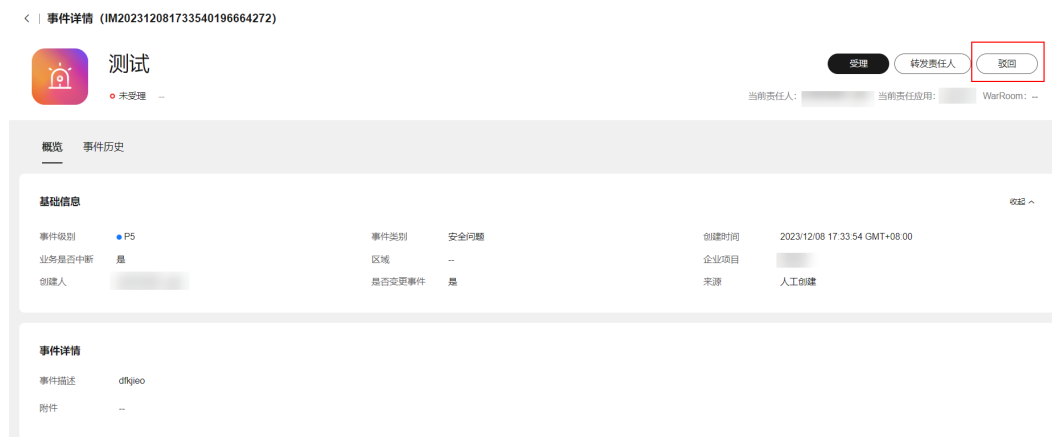 事件详情（IM202312081733540196664272）
测试
受理 转发责任人 驳回
未受理 --
当前责任人： 当前责任应用： WarRoom： --
概览 事件历史
基础信息 收起
事件级别 P5 事件类别 安全问题 创建时间 2023/12/08 17:33:54 GMT+08:00
业务是否中断 是 区域 -- 企业项目
创建人 是否变更事件 是 来源 人工创建
事件详情
事件描述 dfkjieo
附件 --